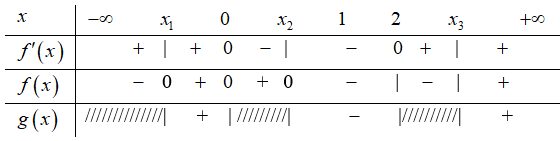 x −∞ x₁ 0 x₂ 1 2 x₃ +∞
f′(x) + | + 0 − | − 0 + | +
f(x) − 0 + 0 + 0 − | − | +
g(x) //////////////| + | /////////| − |//////////| +